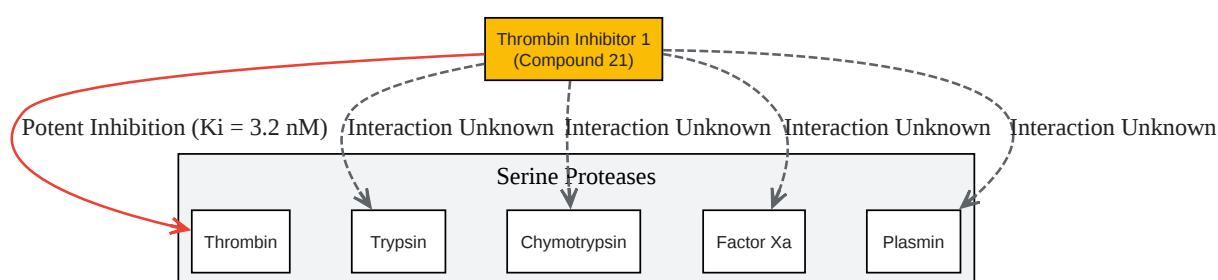 Thrombin Inhibitor 1
(Compound 21)
Potent Inhibition (Ki = 3.2 nM)
Interaction Unknown
Interaction Unknown
Interaction Unknown
Interaction Unknown
Serine Proteases
Thrombin
Trypsin
Chymotrypsin
Factor Xa
Plasmin